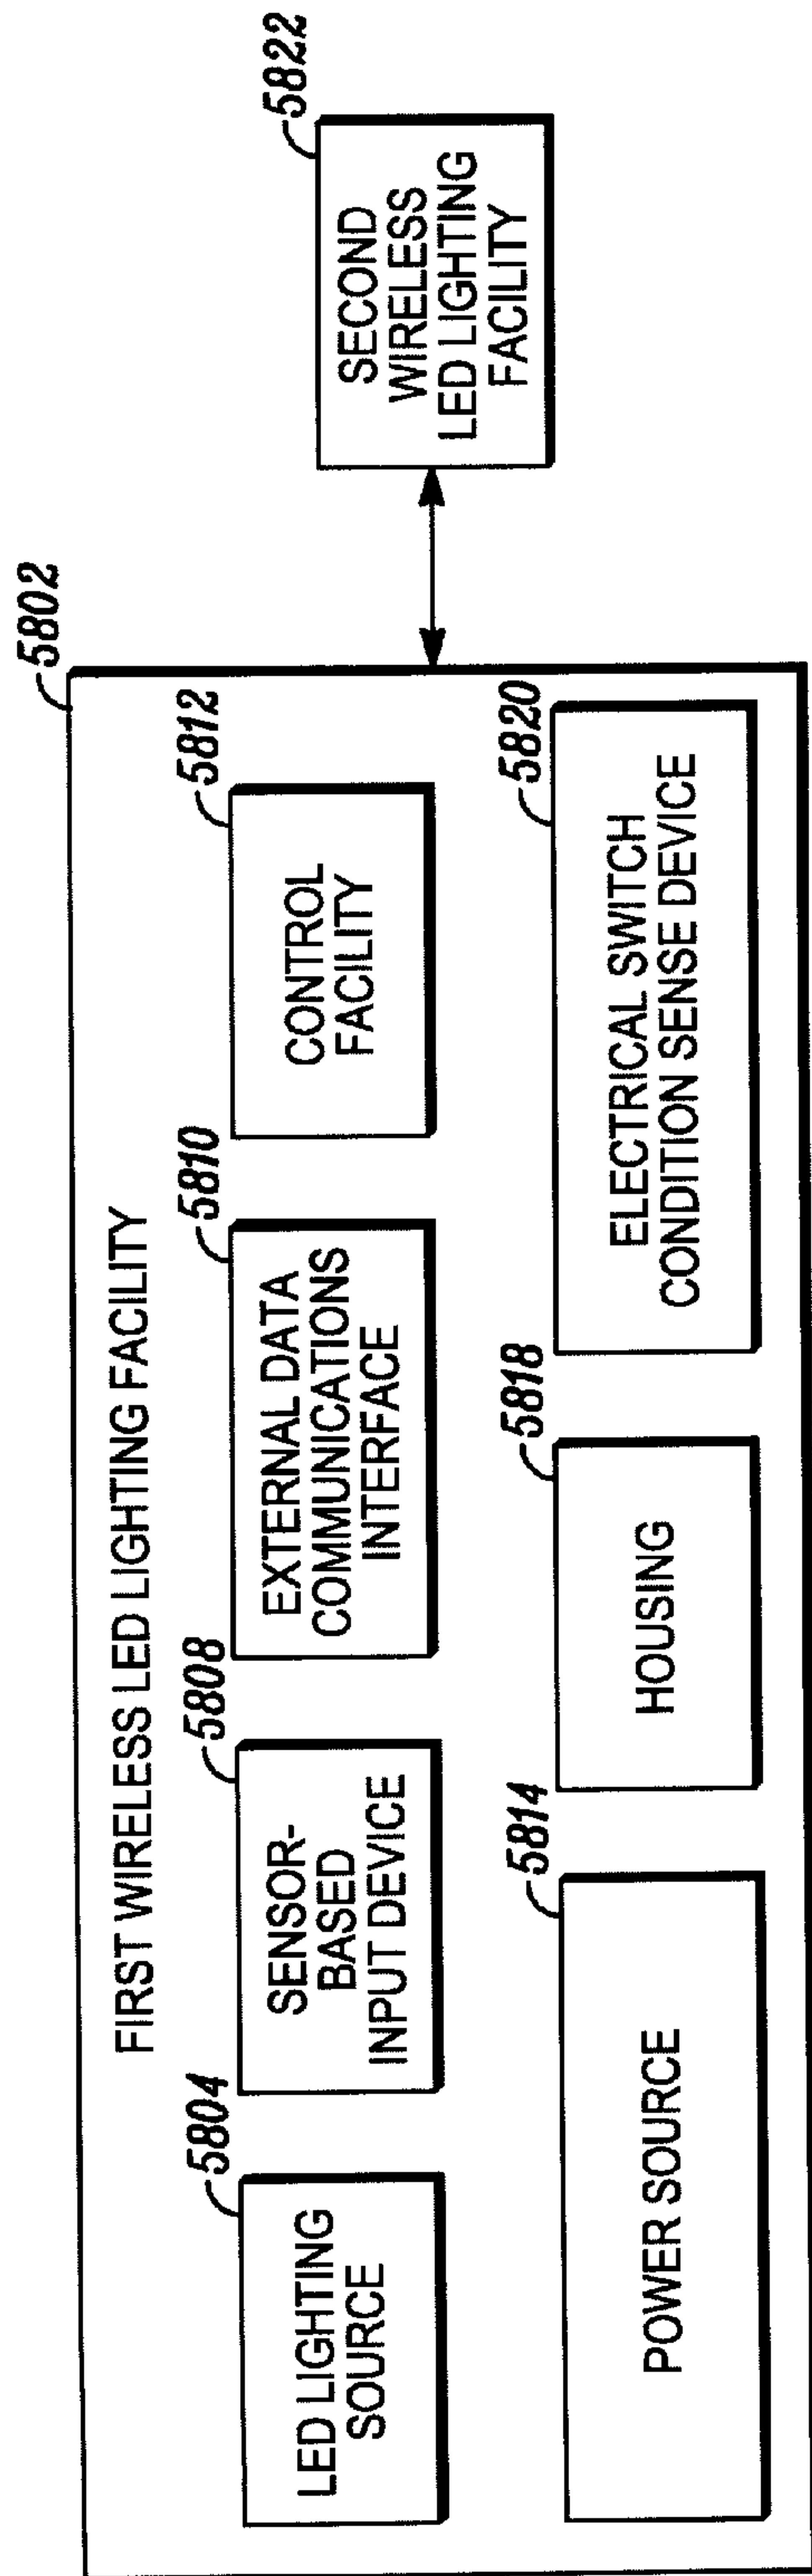 5802
FIRST WIRELESS LED LIGHTING FACILITY
5804
LED LIGHTING
SOURCE
5808
SENSOR-
BASED
INPUT DEVICE
5810
EXTERNAL DATA
COMMUNICATIONS
INTERFACE
5812
CONTROL
FACILITY
5814
POWER SOURCE
5818
HOUSING
5820
ELECTRICAL SWITCH
CONDITION SENSE DEVICE
5822
SECOND
WIRELESS
LED LIGHTING
FACILITY